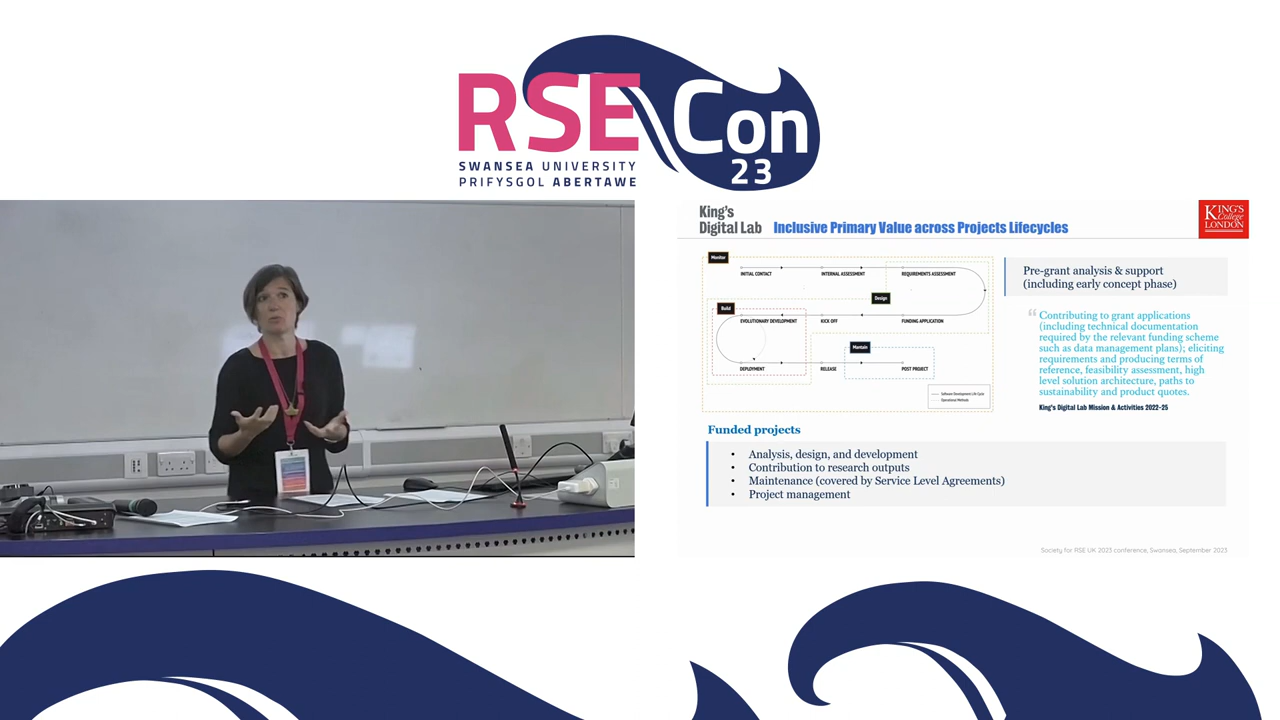 RSE Con
23
SWANSEA UNIVERSITY
PRIFYSGOL ABERTAWE
King's
Digital Lab
Inclusive Primary Value across Projects Lifecycles
KING'S
College
LONDON
Monitor
INITIAL CONTACT
INTERNAL ASSESSMENT
REQUIREMENTS ASSESSMENT
Design
Build
EVOLUTIONARY DEVELOPMENT
KICK OFF
FUNDING APPLICATION
Maintain
DEPLOYMENT
RELEASE
POST PROJECT
Software Development Life Cycle
Operational Methods
Pre-grant analysis & support
(including early concept phase)
“ Contributing to grant applications
(including technical documentation
required by the relevant funding scheme
such as data management plans); eliciting
requirements and producing terms of
reference, feasibility assessment, high
level solution architecture, paths to
sustainability and product quotes.
King's Digital Lab Mission & Activities 2022-25
Funded projects
• Analysis, design, and development
• Contribution to research outputs
• Maintenance (covered by Service Level Agreements)
• Project management
Society for RSE UK 2023 conference, Swansea, September 2023